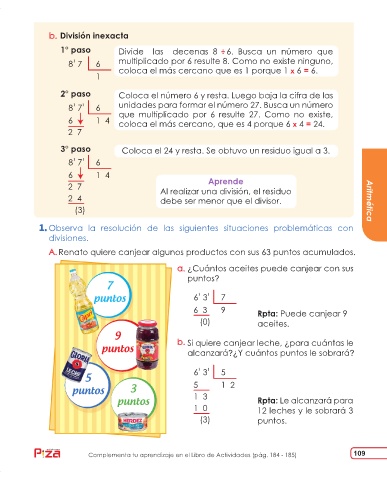 b. División inexacta
1° paso
8' 7 6
1
Divide las decenas 8 ÷ 6. Busca un número que
multiplicado por 6 resulte 8. Como no existe ninguno,
coloca el más cercano que es 1 porque 1 x 6 = 6.
2° paso
8' 7' 6
6 1 4
2 7
Coloca el número 6 y resta. Luego baja la cifra de las
unidades para formar el número 27. Busca un número
que multiplicado por 6 resulte 27. Como no existe,
coloca el más cercano, que es 4 porque 6 x 4 = 24.
3° paso
Coloca el 24 y resta. Se obtuvo un residuo igual a 3.
8' 7' 6
6 1 4
2 7
2 4
(3)
Aprende
Al realizar una división, el residuo
debe ser menor que el divisor.
Aritmética
1. Observa la resolución de las siguientes situaciones problemáticas con
divisiones.
A. Renato quiere canjear algunos productos con sus 63 puntos acumulados.
a. ¿Cuántos aceites puede canjear con sus
puntos?
6' 3' 7
6 3 9
(0)
Rpta: Puede canjear 9
aceites.
b. Si quiere canjear leche, ¿para cuántas le
alcanzará?¿Y cuántos puntos le sobrará?
6' 3' 5
5 1 2
1 3
1 0
(3)
Rpta: Le alcanzará para
12 leches y le sobrará 3
puntos.
7
puntos
9
puntos
GLORIA
5
puntos
3
puntos
HERDEZ
Pizza
Complementa tu aprendizaje en el Libro de Actividades (pág. 184 - 185)
109